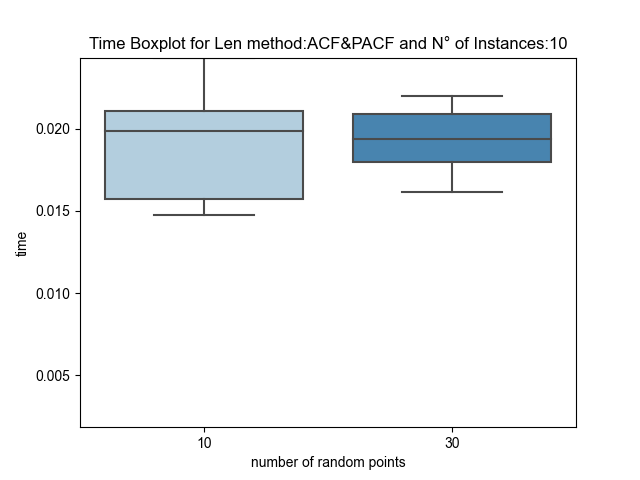 Time Boxplot for Len method:ACF&PACF and N° of Instances:10
0.020
0.015
0.010
0.005
time
10
30
number of random points